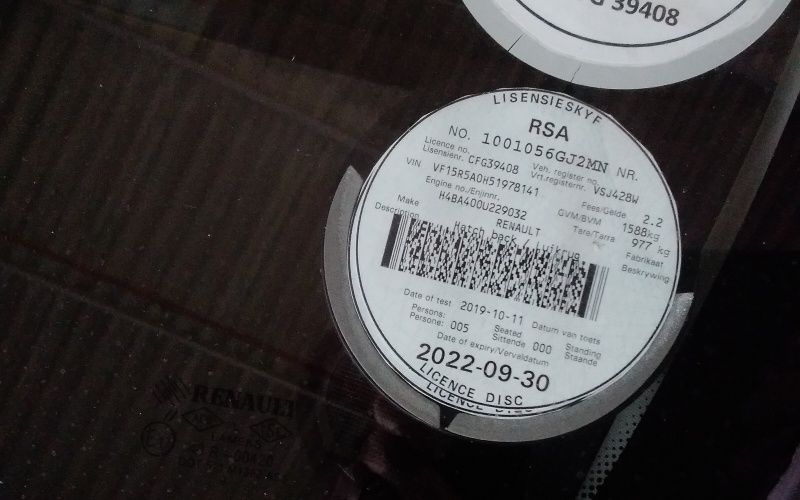 G 39408
LISENSIESKYF
RSA
NO. 1001056GJ2MN NR.
Licence no. Veh. register no.
Lisensienr. CFG39408 Vrt.registernr. VSJ428W
VIN VF15R5A0H51978141 Fees/Gelde 2.2
Engine no./Enjinnr. GVM/BVM 1588kg
H4BA400U229032 Tare/Tarra 977 kg
Make RENAULT Fabrikaat
Description Hatch back / Luikrug Beskrywing
Date of test 2019-10-11 Datum van toets
Persons: Seated Standing
Persone: 005 Sittende 000 Staande
Date of expiry/Vervaldatum
2022-09-30
LICENCE DISC
LICENCE DISC
RENAULT